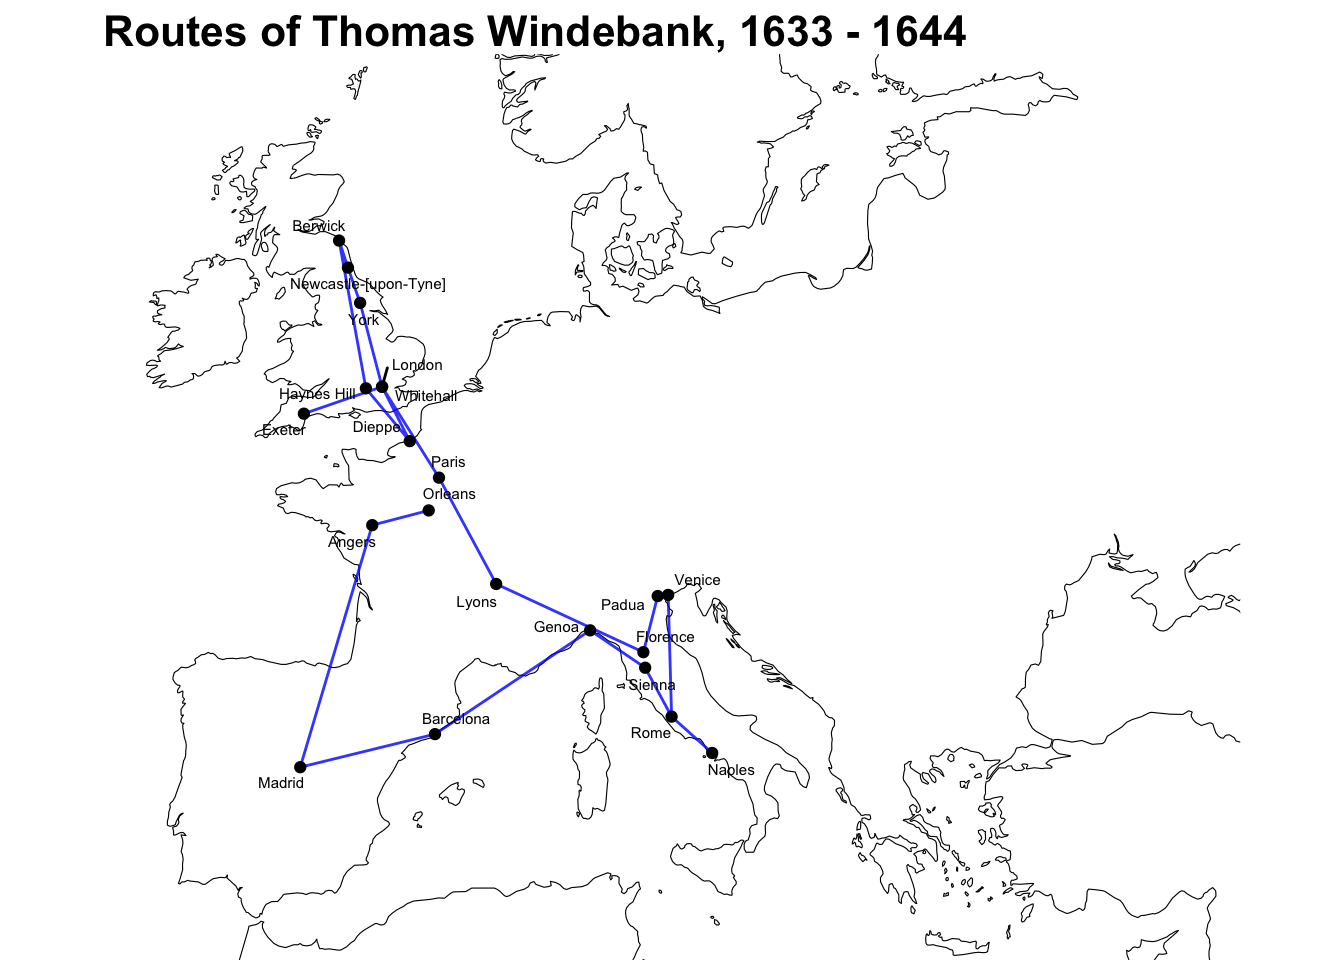 Routes of Thomas Windebank, 1633 - 1644
Berwick
Newcastle-[upon-Tyne]
York
London
Haynes Hill
Whitehall
Exeter
Dieppe
Paris
Orleans
Angers
Lyons
Venice
Padua
Genoa
Florence
Sienna
Barcelona
Rome
Madrid
Naples